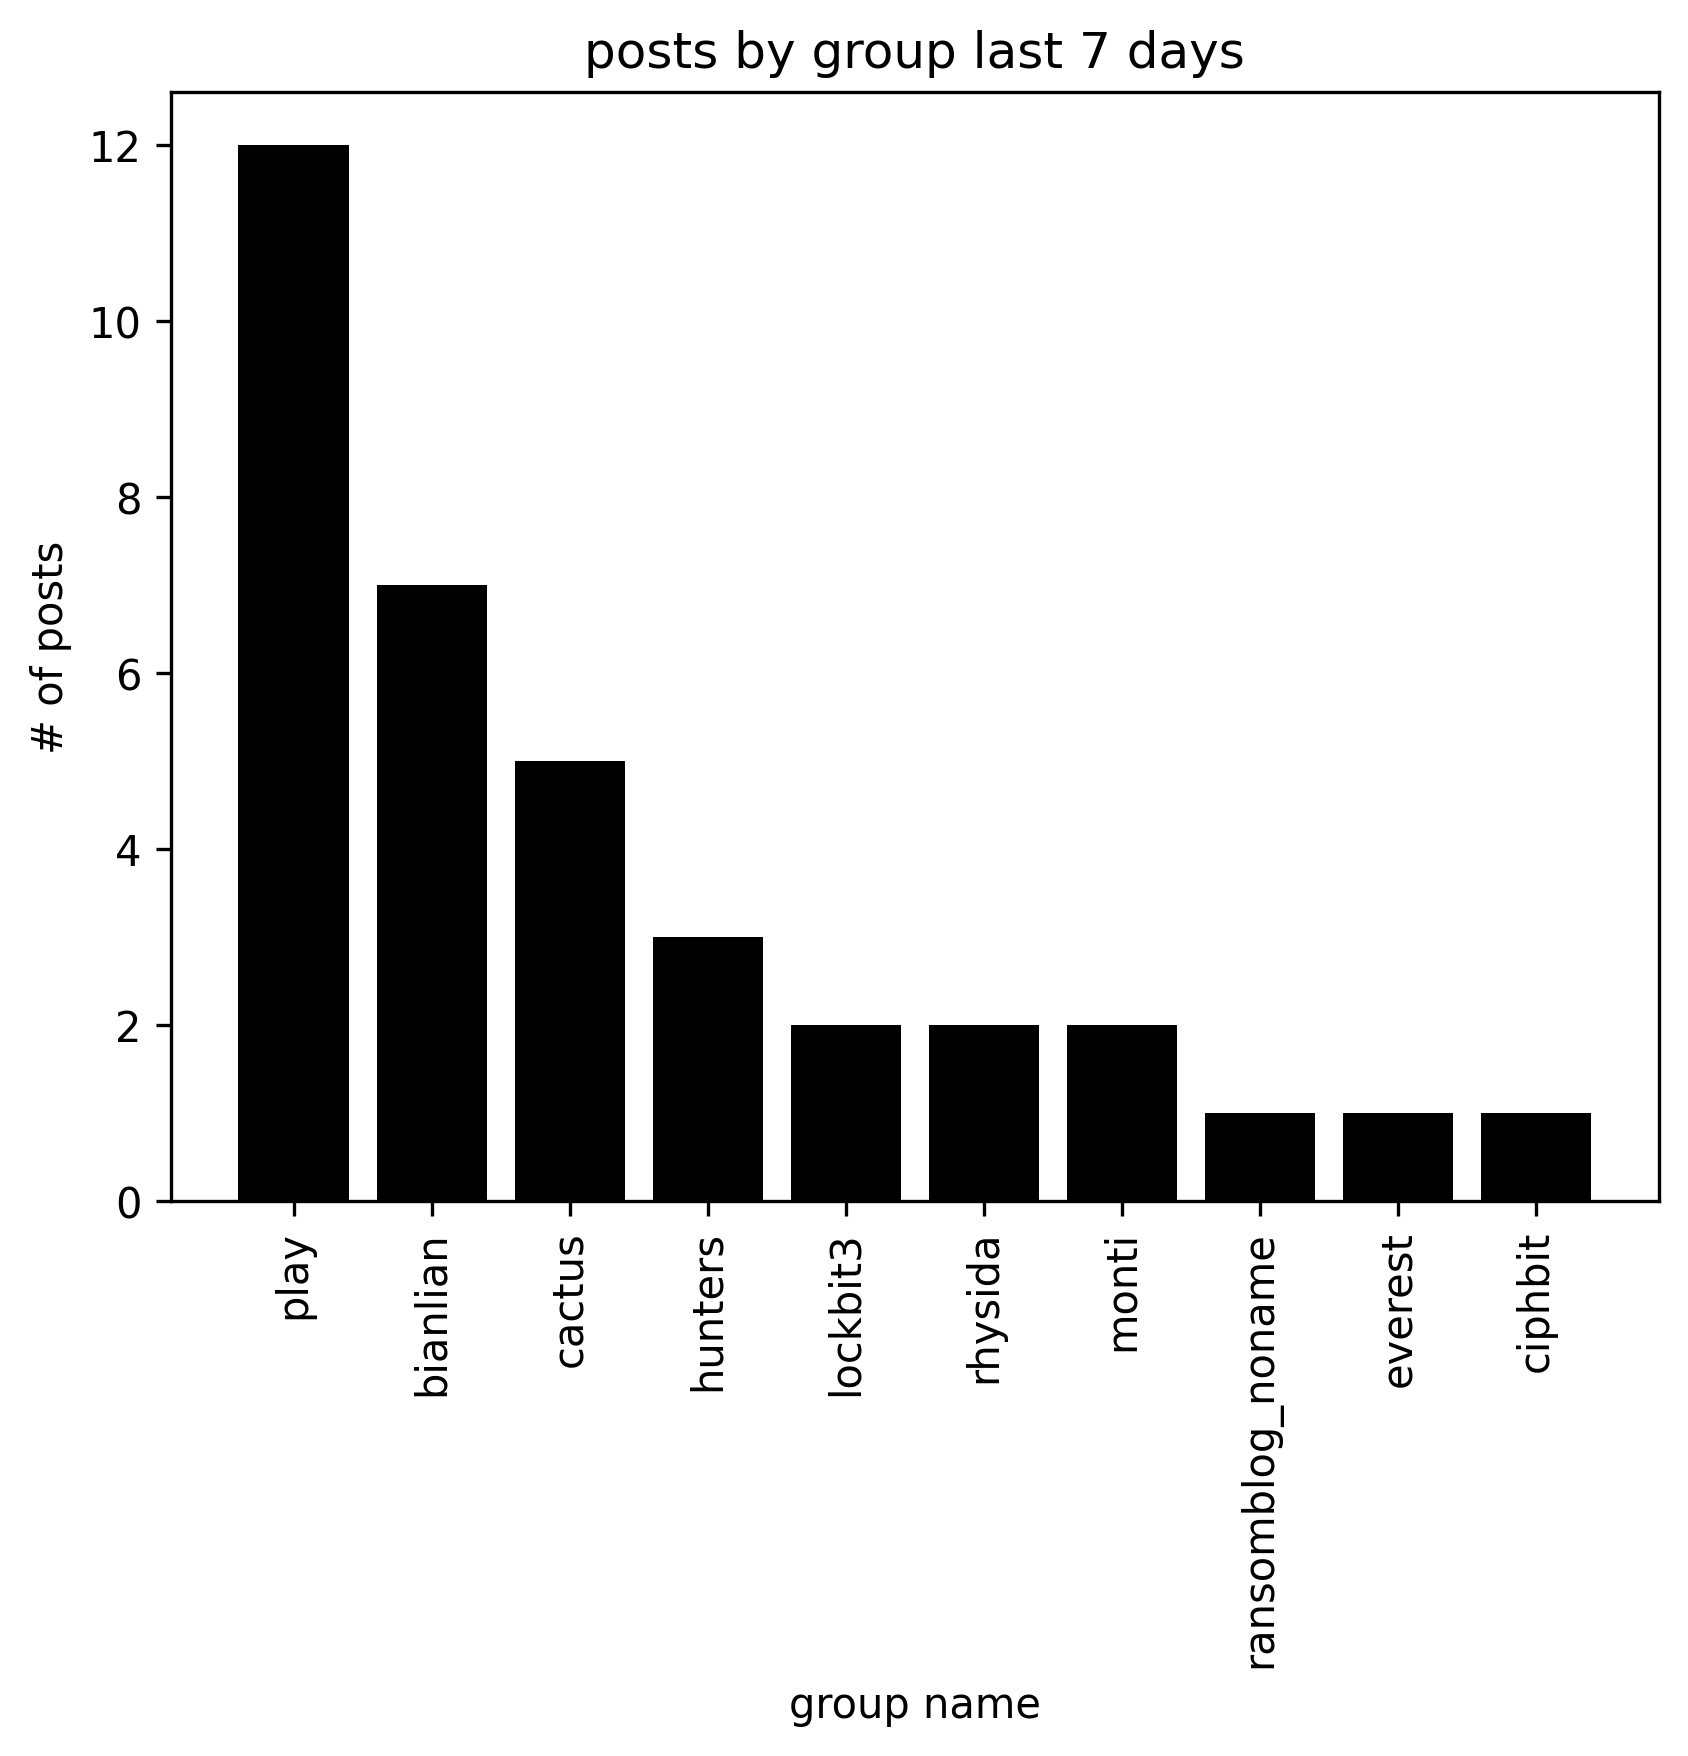 posts by group last 7 days
12
10
8
6
4
2
0
# of posts
play
bianlian
cactus
hunters
lockbit3
rhysida
monti
ransomblog_noname
everest
ciphbit
group name